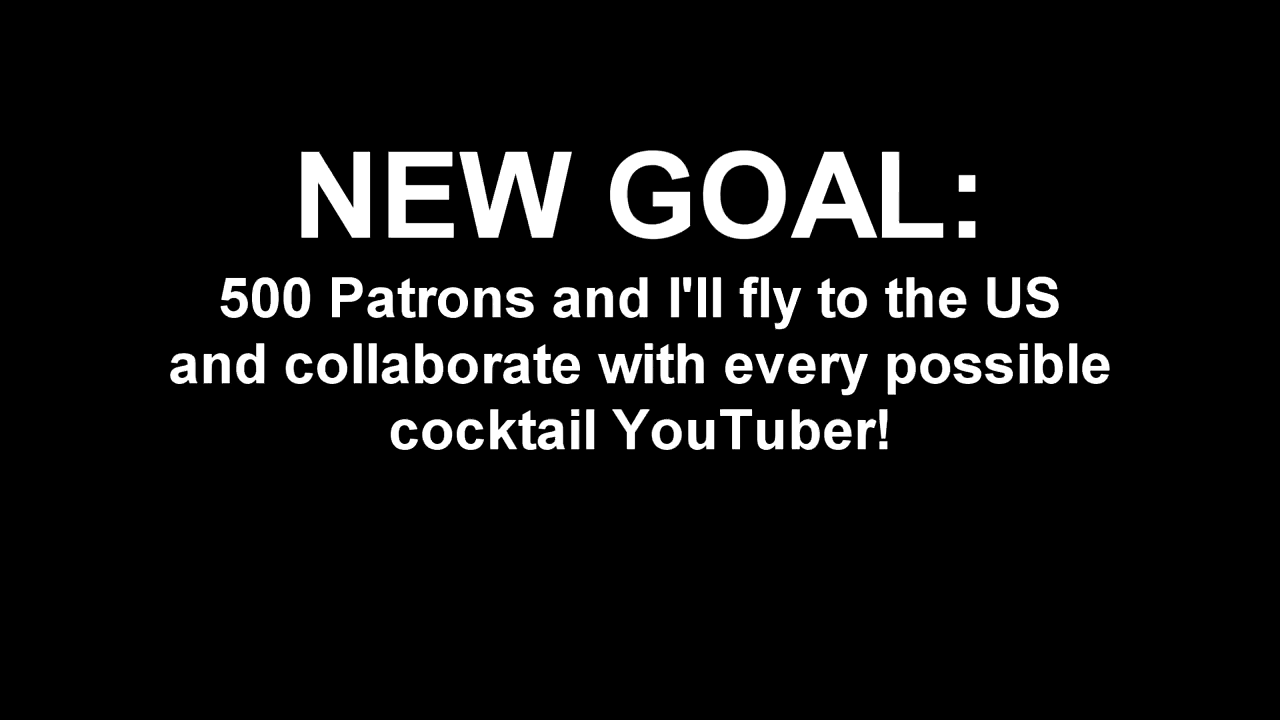 NEW GOAL:
500 Patrons and I'll fly to the US
and collaborate with every possible
cocktail YouTuber!